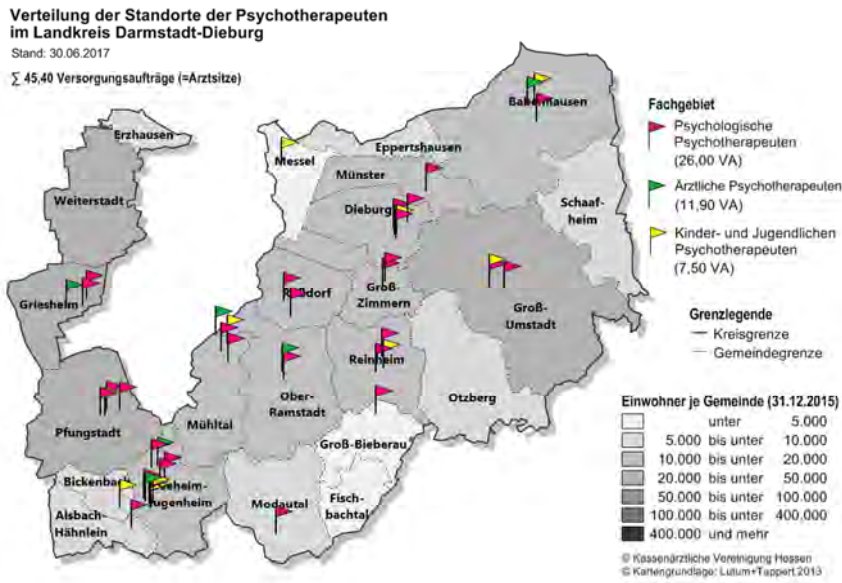 Verteilung der Standorte der Psychotherapeuten
im Landkreis Darmstadt-Dieburg
Stand: 30.06.2017
∑ 45,40 Versorgungsaufträge (=Arztsitze)
Erzhausen
Weiterstadt
Griesheim
Pfungstadt
Bickenbach
Alsbach-
Hähnlein
Seeheim-
Jugenheim
Mühltal
Messel
Eppertshausen
Münster
Dieburg
Babenhausen
Schaaf-
heim
Roßdorf
Groß-
Zimmern
Groß-
Umstadt
Ober-
Ramstadt
Reinheim
Otzberg
Groß-Bieberau
Fisch-
bachtal
Modautal
Fachgebiet
Psychologische
Psychotherapeuten
(26,00 VA)
Ärztliche Psychotherapeuten
(11,90 VA)
Kinder- und Jugendlichen
Psychotherapeuten
(7,50 VA)
Grenzlegende
Kreisgrenze
Gemeindegrenze
Einwohner je Gemeinde (31.12.2015)
unter 5.000
5.000 bis unter 10.000
10.000 bis unter 20.000
20.000 bis unter 50.000
50.000 bis unter 100.000
100.000 bis unter 400.000
400.000 und mehr
© Kassenärztliche Vereinigung Hessen
© Kartengrundlage: Lutum+Tappert 2013